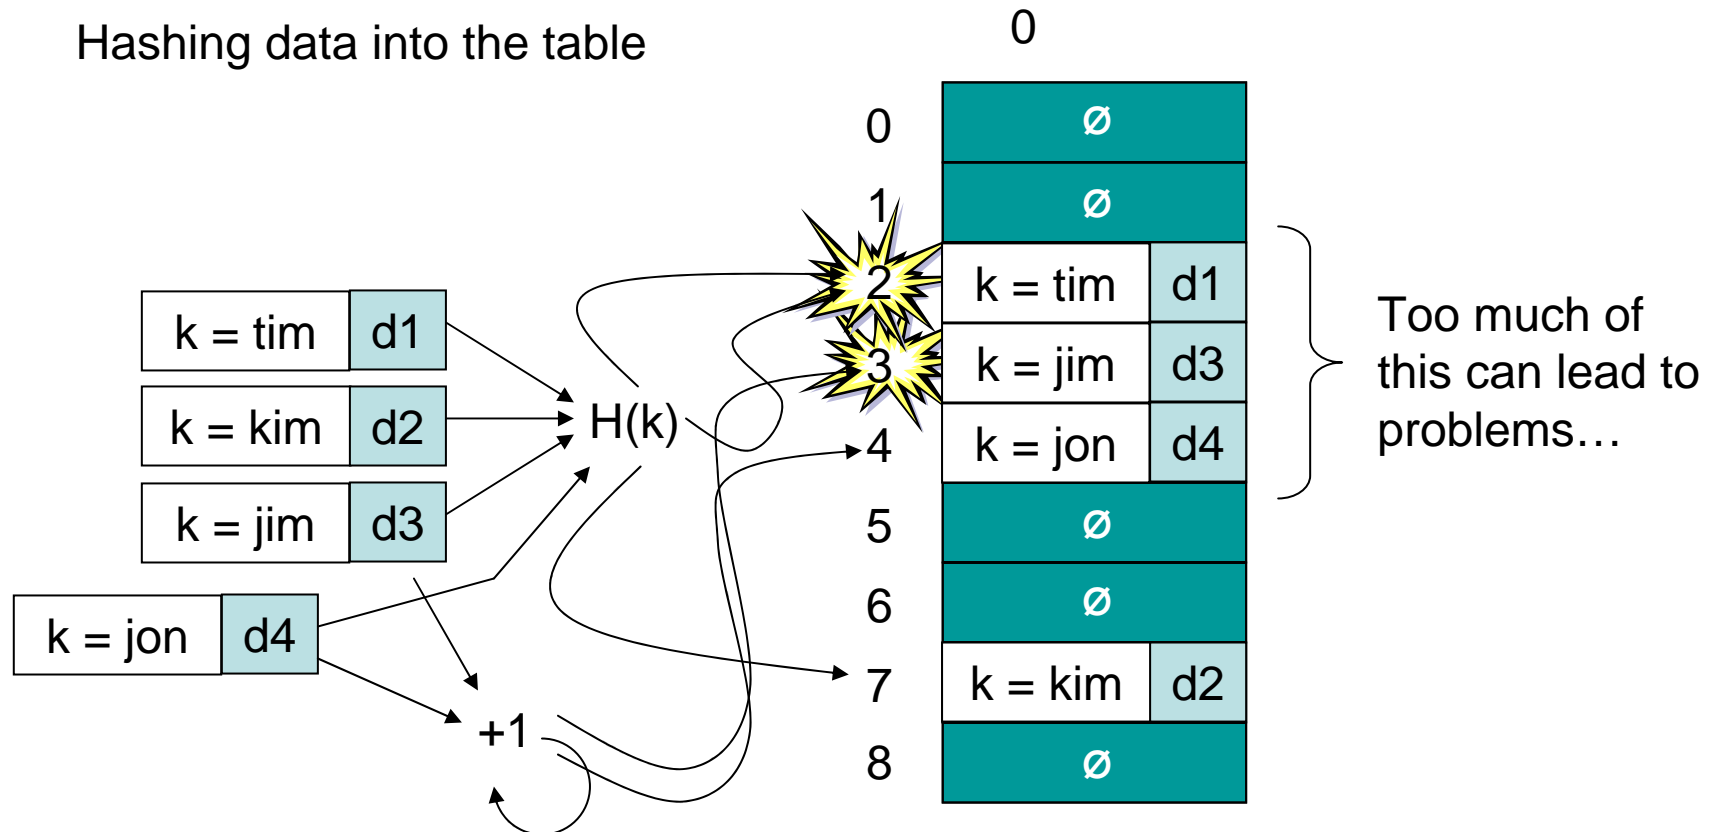 Hashing data into the table
0
0 Ø
1 Ø
2 k = tim d1
3 k = jim d3
4 k = jon d4
5 Ø
6 Ø
7 k = kim d2
8 Ø
k = tim d1
k = kim d2
k = jim d3
k = jon d4
H(k)
+1
Too much of
this can lead to
problems…